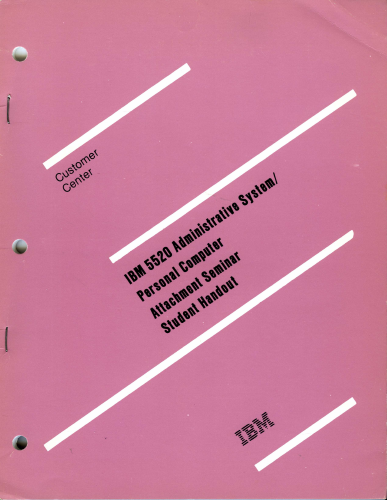 Customer
Center
IBM 5520 Administrative System/
Personal Computer
Attachment Seminar
Student Handout
IBM